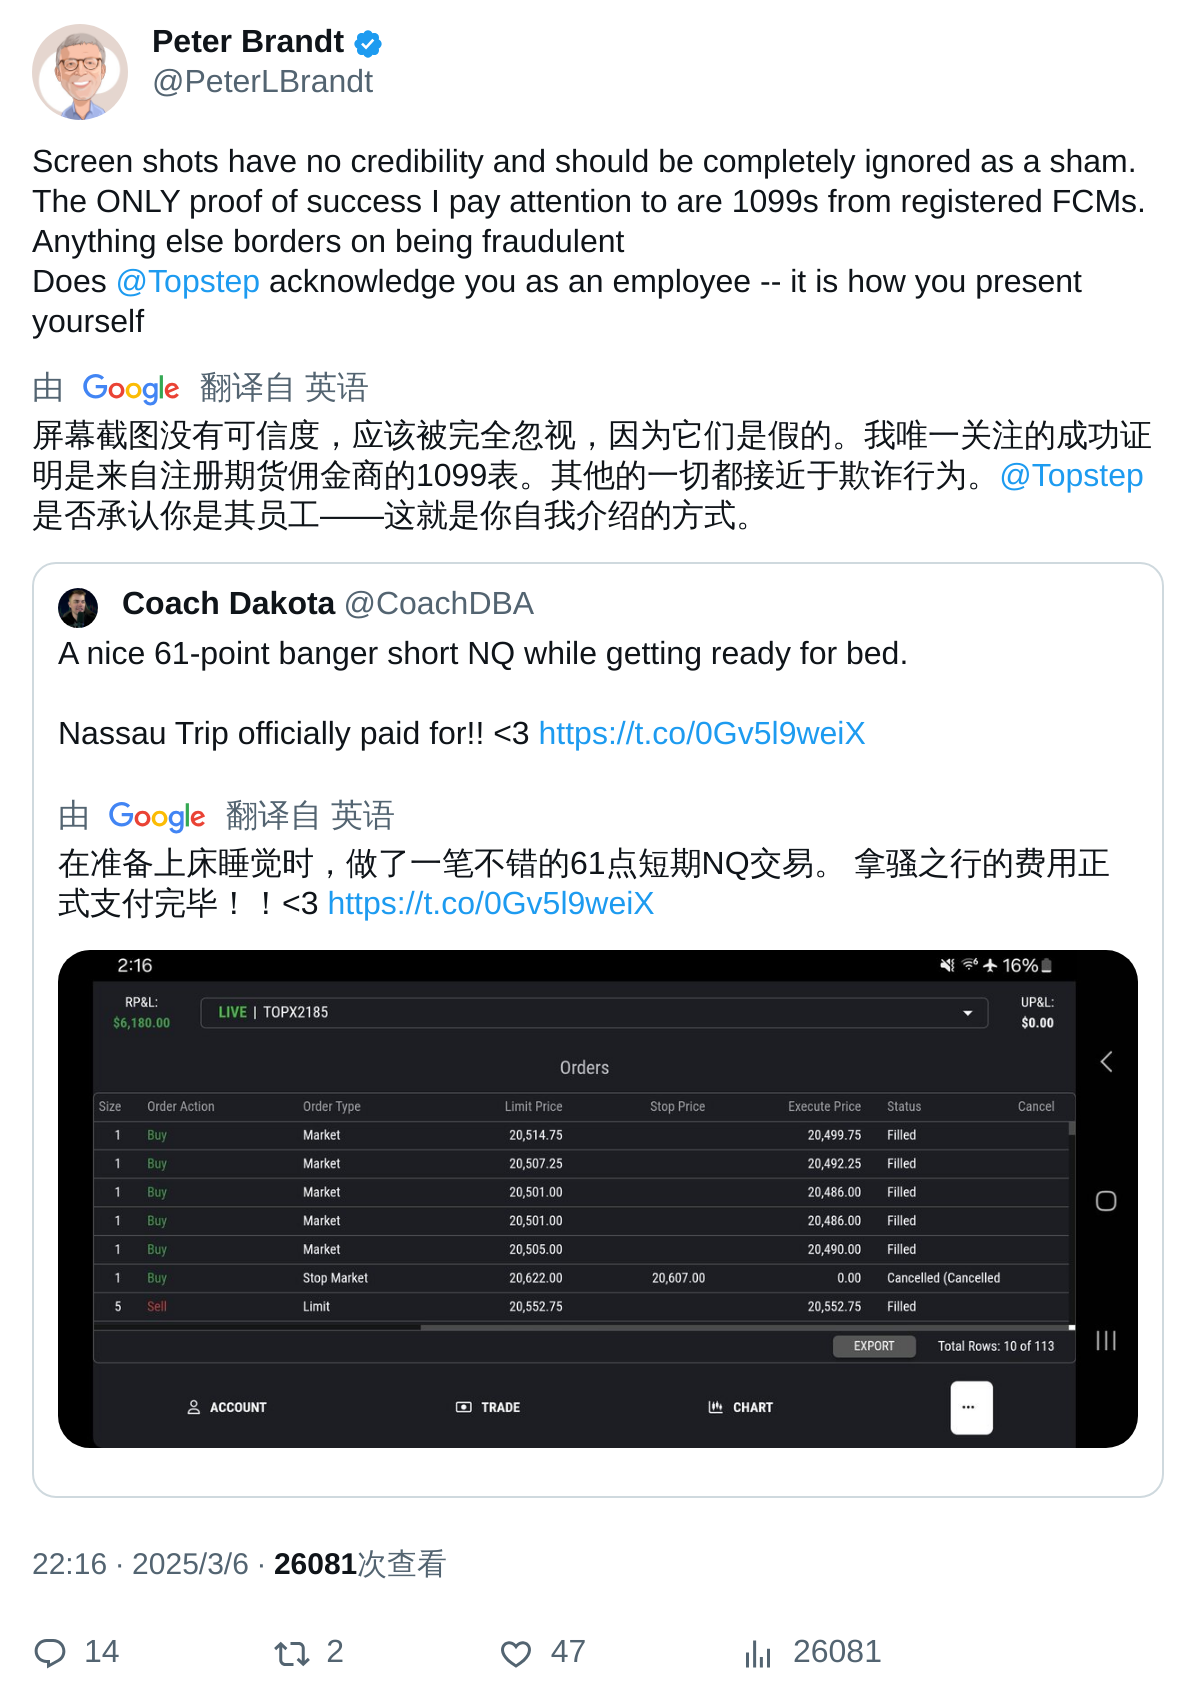 Peter Brandt
@PeterLBrandt
Screen shots have no credibility and should be completely ignored as a sham.
The ONLY proof of success I pay attention to are 1099s from registered FCMs.
Anything else borders on being fraudulent
Does @Topstep acknowledge you as an employee -- it is how you present
yourself
由 Google 翻译自 英语
屏幕截图没有可信度，应该被完全忽视，因为它们是假的。我唯一关注的成功证
明是来自注册期货佣金商的1099表。其他的一切都接近于欺诈行为。@Topstep
是否承认你是其员工——这就是你自我介绍的方式。
Coach Dakota @CoachDBA
A nice 61-point banger short NQ while getting ready for bed.
Nassau Trip officially paid for!! <3 https://t.co/0Gv5l9weiX
由 Google 翻译自 英语
在准备上床睡觉时，做了一笔不错的61点短期NQ交易。 拿骚之行的费用正
式支付完毕！！<3 https://t.co/0Gv5l9weiX
2:16 16%
RP&L: LIVE | TOPX2185 UP&L:
$6,180.00 $0.00
Orders
Size Order Action Order Type Limit Price Stop Price Execute Price Status Cancel
1 Buy Market 20,514.75 20,499.75 Filled
1 Buy Market 20,507.25 20,492.25 Filled
1 Buy Market 20,501.00 20,486.00 Filled
1 Buy Market 20,501.00 20,486.00 Filled
1 Buy Market 20,505.00 20,490.00 Filled
1 Buy Stop Market 20,622.00 20,607.00 0.00 Cancelled (Cancelled
5 Sell Limit 20,552.75 20,552.75 Filled
EXPORT Total Rows: 10 of 113
ACCOUNT TRADE CHART ...
22:16 · 2025/3/6 · 26081次查看
14 2 47 26081